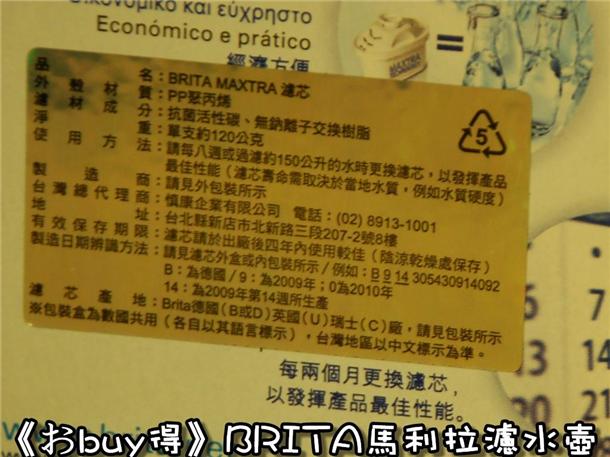 Económico e prático
經濟方便
品名：BRITA MAXTRA 濾芯
外殼材質：PP聚丙烯
濾材成分：抗菌活性碳、無鈉離子交換樹脂
淨重：單支約120公克
使用方法：請每八週或過濾約150公升的水時更換濾芯，以發揮產品
最佳性能（濾芯壽命需取決於當地水質，例如水質硬度）
製造商：請見外包裝所示
台灣總代理商：慎康企業有限公司 電話：(02) 8913-1001
地址：台北縣新店市北新路三段207-2號8樓
有效保存期限：濾芯請於出廠後四年內使用較佳（陰涼乾燥處保存）
製造日期辨識方法：請見濾芯外盒或內包裝所示/例如：B 9 14 305430914092
B：為德國/9：為2009年；0為2010年
14：為2009年第14週所生產
濾芯產地：Brita德國(B或D)英國(U)瑞士(C)廠，請見包裝所示
※包裝盒為數國共用（各自以其語言標示），台灣地區以中文標示為準。
5
7
13
14
20
21
每兩個月更換濾芯，
以發揮產品最佳性能。
《おbuy得》BRITA馬利拉濾水壺